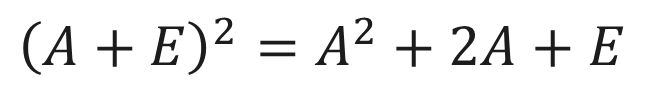 (A + E)² = A² + 2A + E